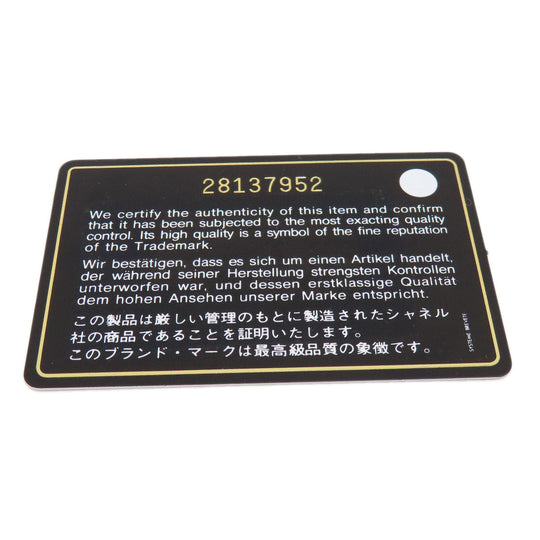 28137952
We certify the authenticity of this item and confirm
that it has been subjected to the most exacting quality
control. Its high quality is a symbol of the fine reputation
of the Trademark.
Wir bestätigen, dass es sich um einen Artikel handelt,
der während seiner Herstellung strengsten Kontrollen
unterworfen war, und dessen erstklassige Qualität
dem hohen Ansehen unserer Marke entspricht.
この製品は厳しい管理のもとに製造されたシャネル
社の商品であることを証明いたします。
このブランド・マークは最高級品質の象徴です。
SYSTEME BREVETE